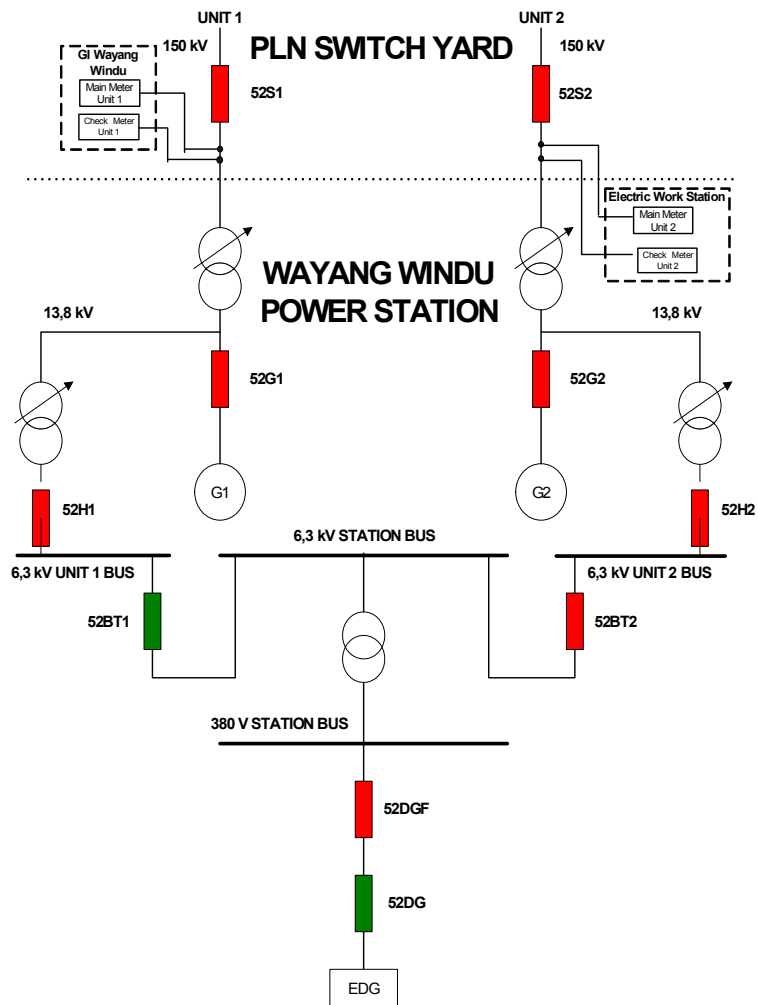 UNIT 1
UNIT 2
150 kV
PLN SWITCH YARD
150 kV
GI Wayang
Windu
Main Meter
Unit 1
Check Meter
Unit 1
52S1
52S2
Electric Work Station
Main Meter
Unit 2
Check Meter
Unit 2
WAYANG WINDU
POWER STATION
13,8 kV
13,8 kV
52G1
52G2
G1
G2
52H1
52H2
6,3 kV STATION BUS
6,3 kV UNIT 1 BUS
6,3 kV UNIT 2 BUS
52BT1
52BT2
380 V STATION BUS
52DGF
52DG
EDG